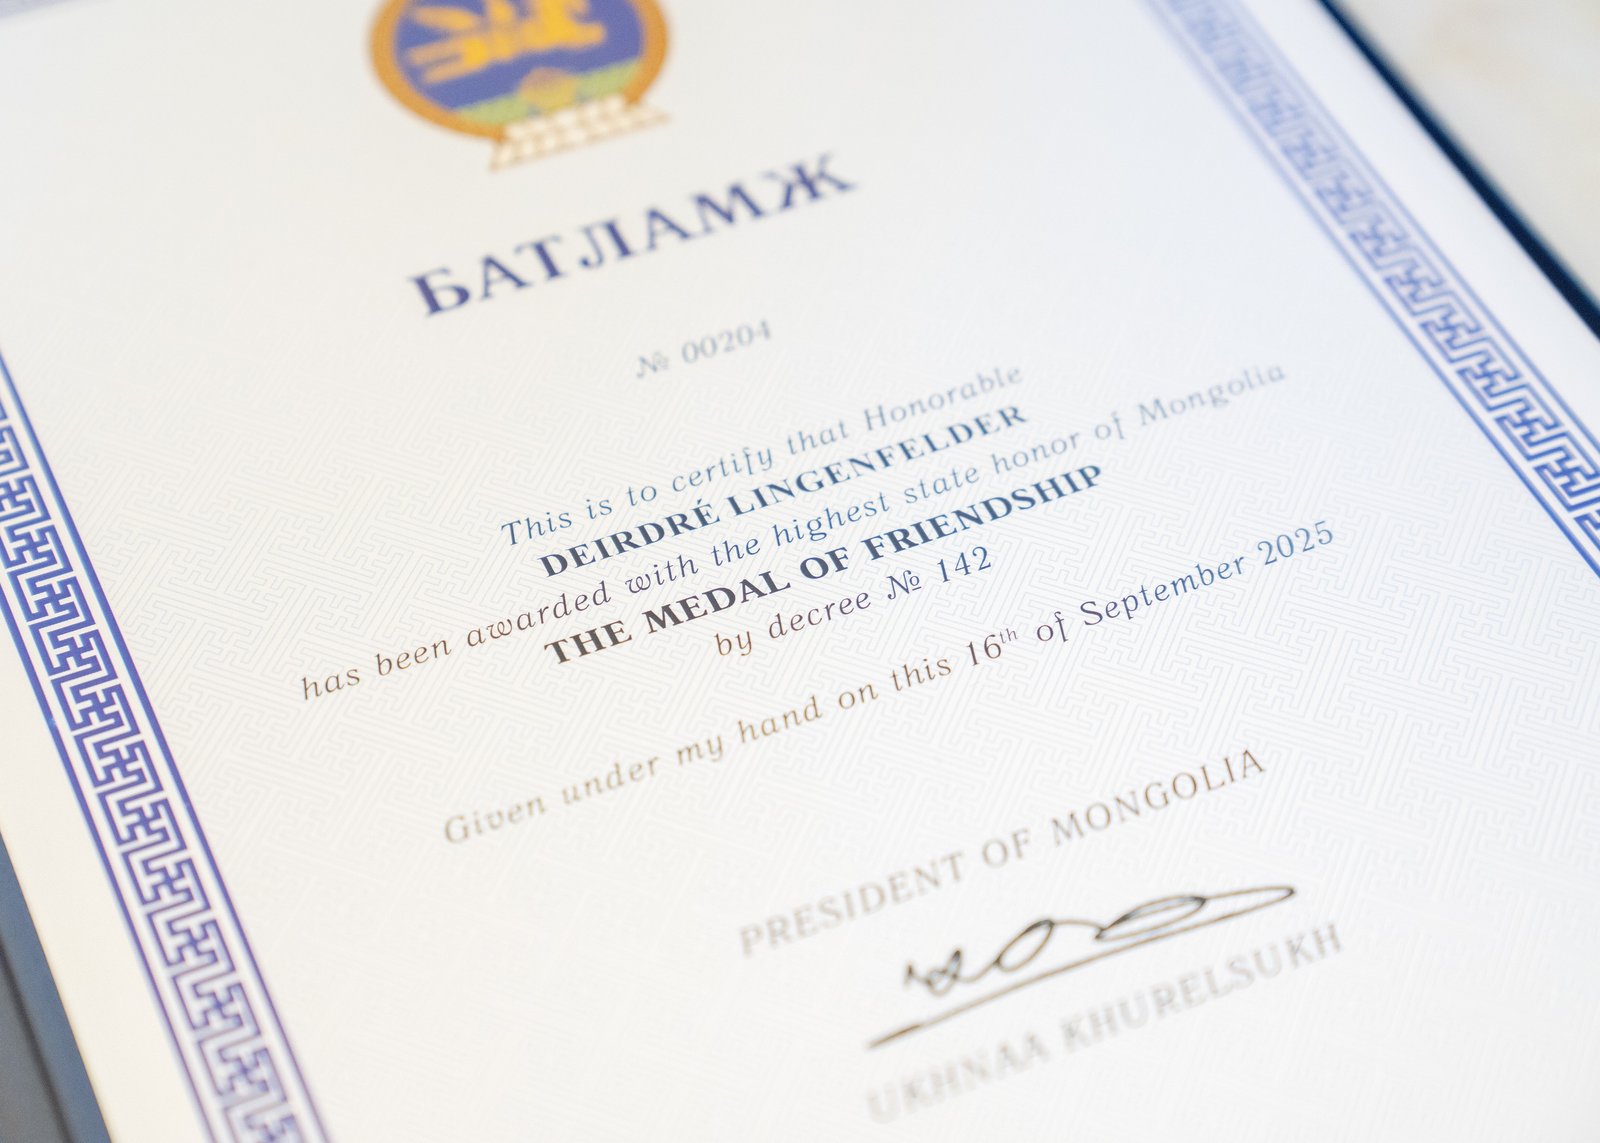 БАТЛАМЖ
№ 00204
This is to certify that Honorable
DEIRDRÉ LINGENFELDER
has been awarded with the highest state honor of Mongolia
THE MEDAL OF FRIENDSHIP
by decree № 142
Given under my hand on this 16th of September 2025
PRESIDENT OF MONGOLIA
UKHNAA KHURELSUKH